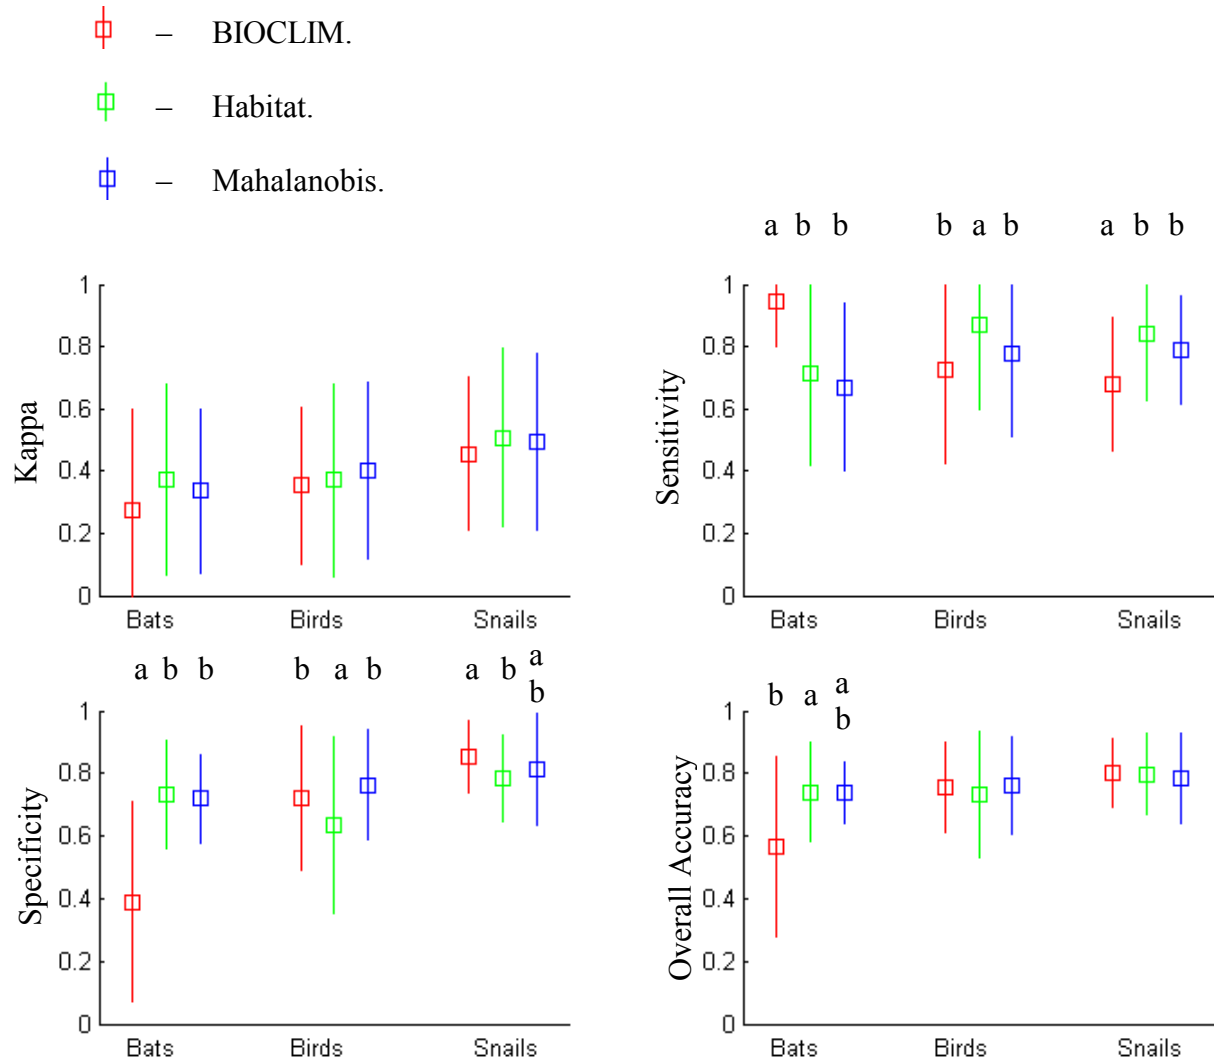 – BIOCLIM.
– Habitat.
– Mahalanobis.
Kappa
1
0.8
0.6
0.4
0.2
0
Bats Birds Snails
a b b b a b a b b
Sensitivity
1
0.8
0.6
0.4
0.2
0
Bats Birds Snails
a b b b a b a b a
b
Specificity
1
0.8
0.6
0.4
0.2
0
Bats Birds Snails
b a a
b
Overall Accuracy
1
0.8
0.6
0.4
0.2
0
Bats Birds Snails